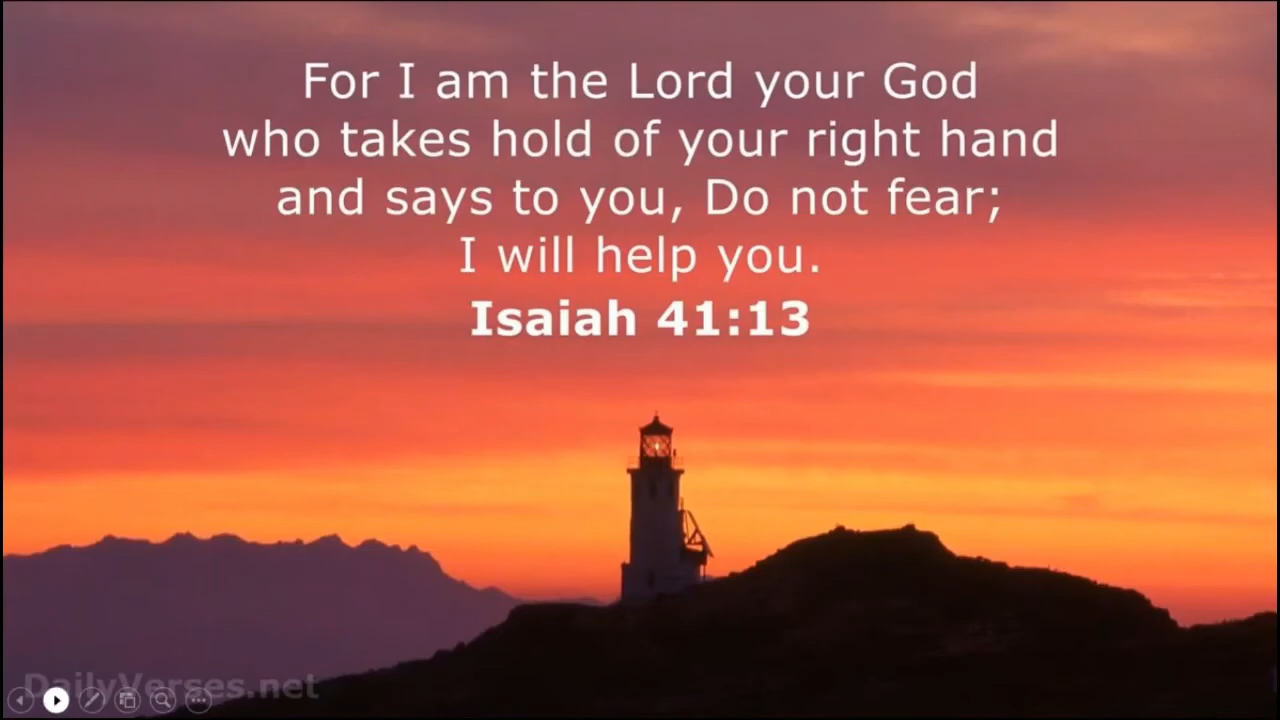 For I am the Lord your God
who takes hold of your right hand
and says to you, Do not fear;
I will help you.
Isaiah 41:13
DailyVerses.net